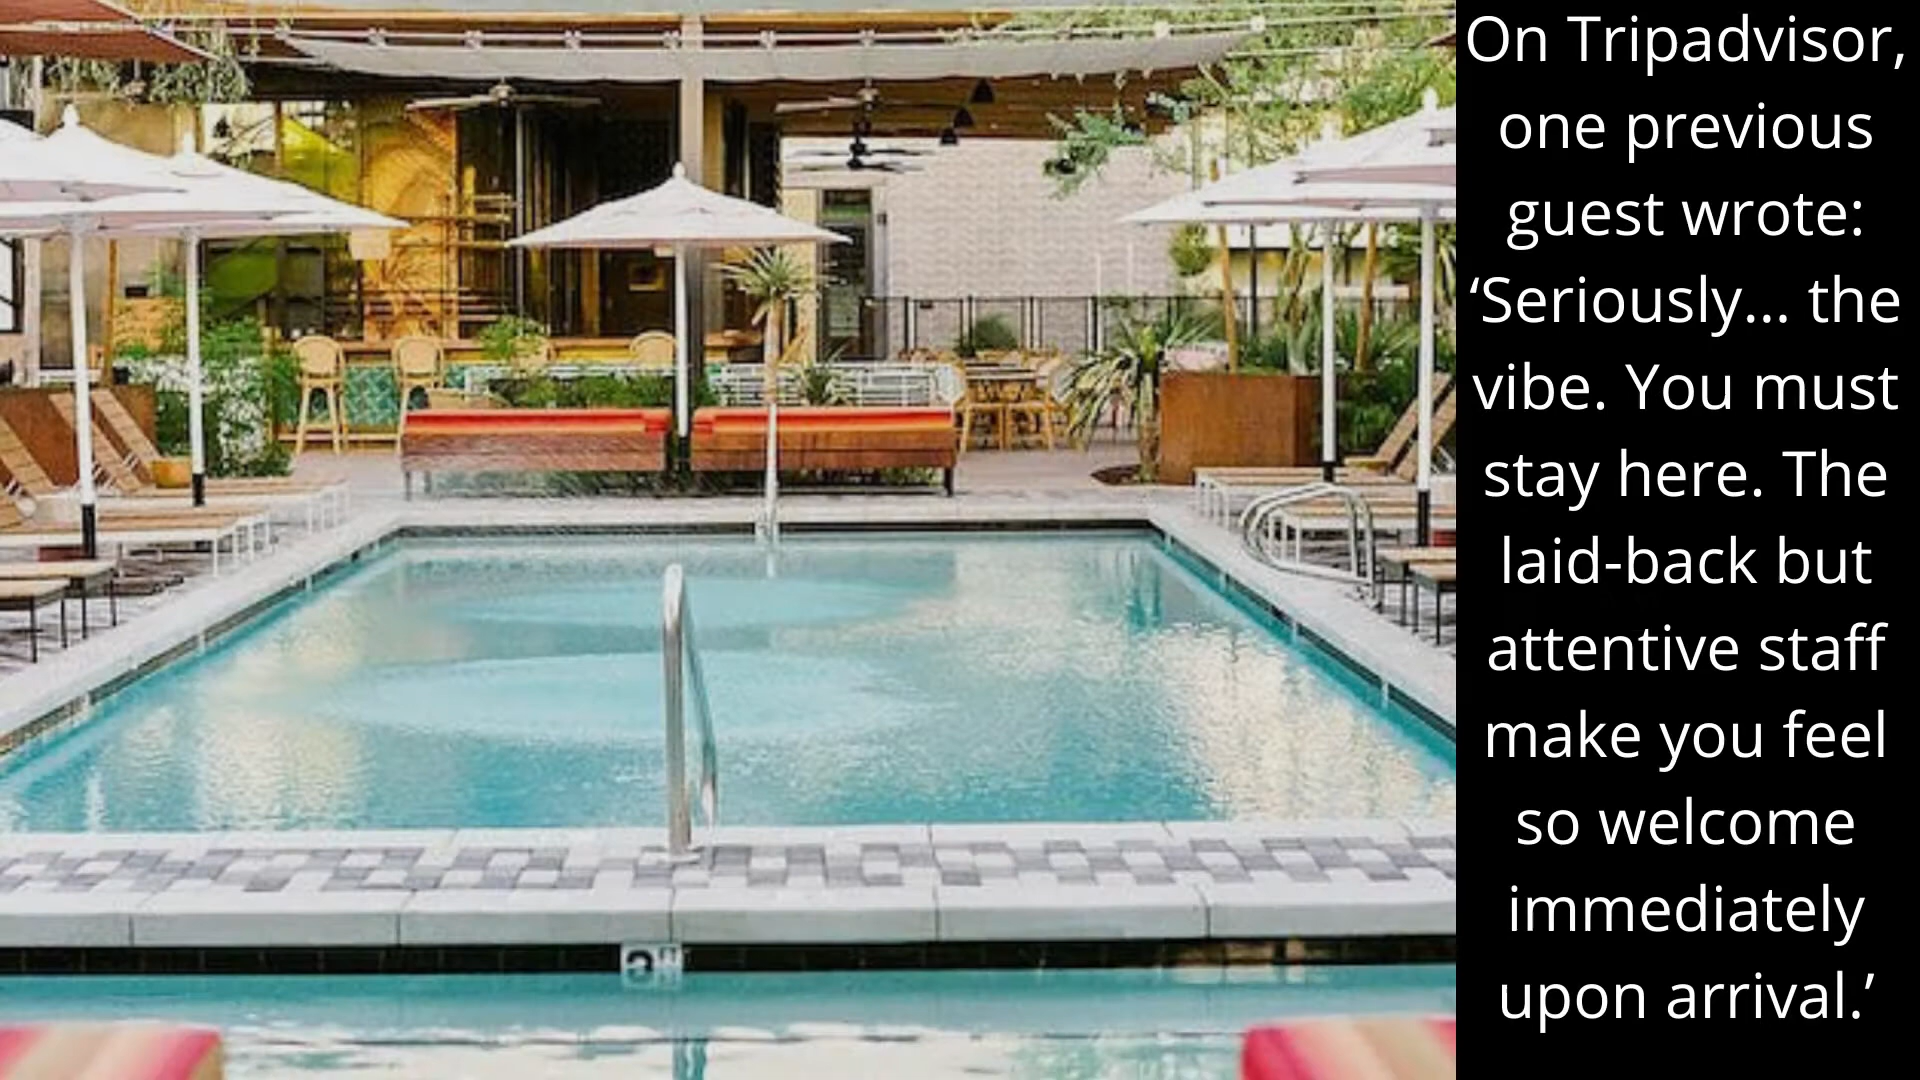 On Tripadvisor,
one previous
guest wrote:
‘Seriously... the
vibe. You must
stay here. The
laid-back but
attentive staff
make you feel
so welcome
immediately
upon arrival.’